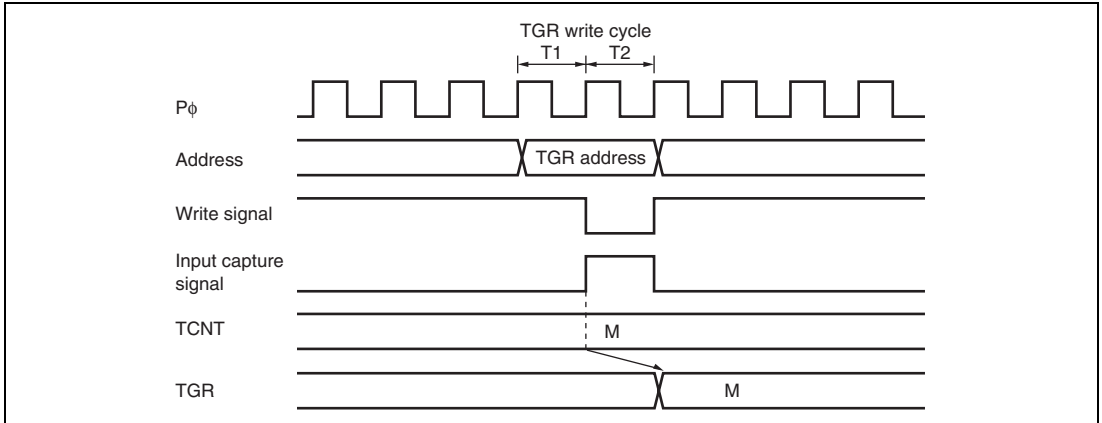 TGR write cycle
T1 T2
Pϕ
Address
TGR address
Write signal
Input capture
signal
TCNT
M
TGR
M